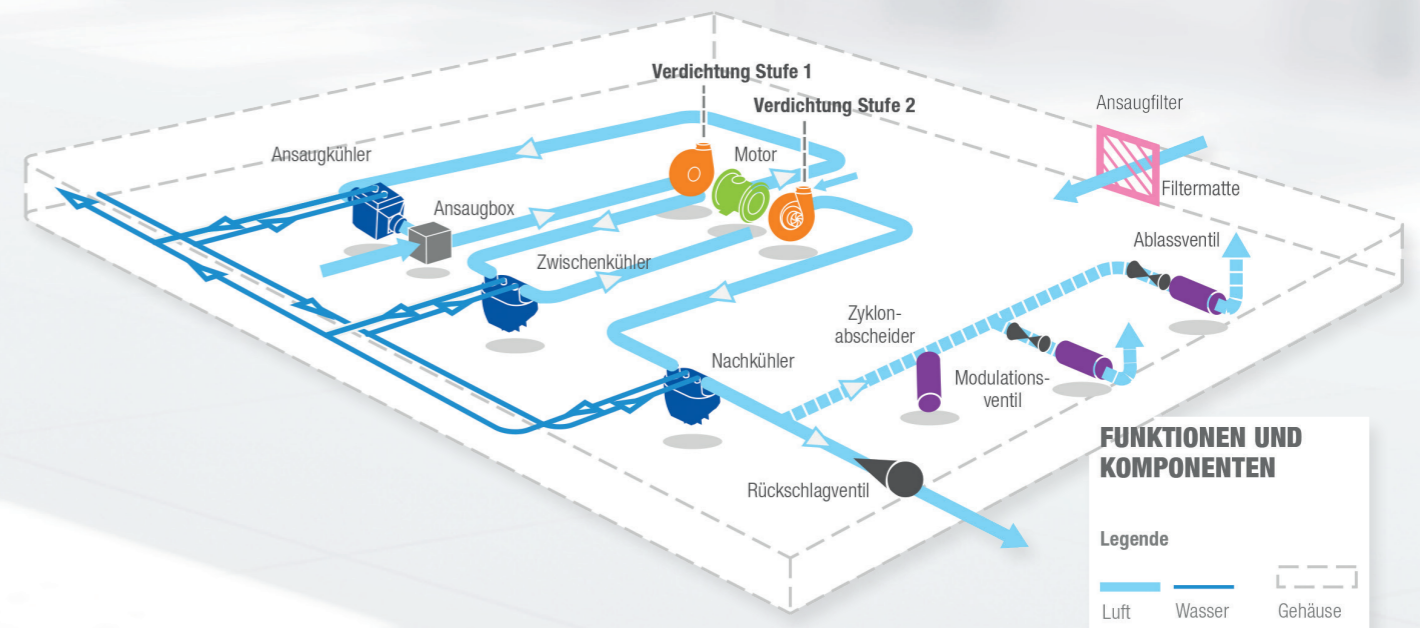 Verdichtung Stufe 1
Verdichtung Stufe 2
Ansaugfilter
Ansaugkühler
Motor
Filtermatte
Ansaugbox
Ablassventil
Zwischenkühler
Zyklon-
abscheider
Nachkühler
Modulations-
ventil
Rückschlagventil
FUNKTIONEN UND
KOMPONENTEN
Legende
Luft
Wasser
Gehäuse